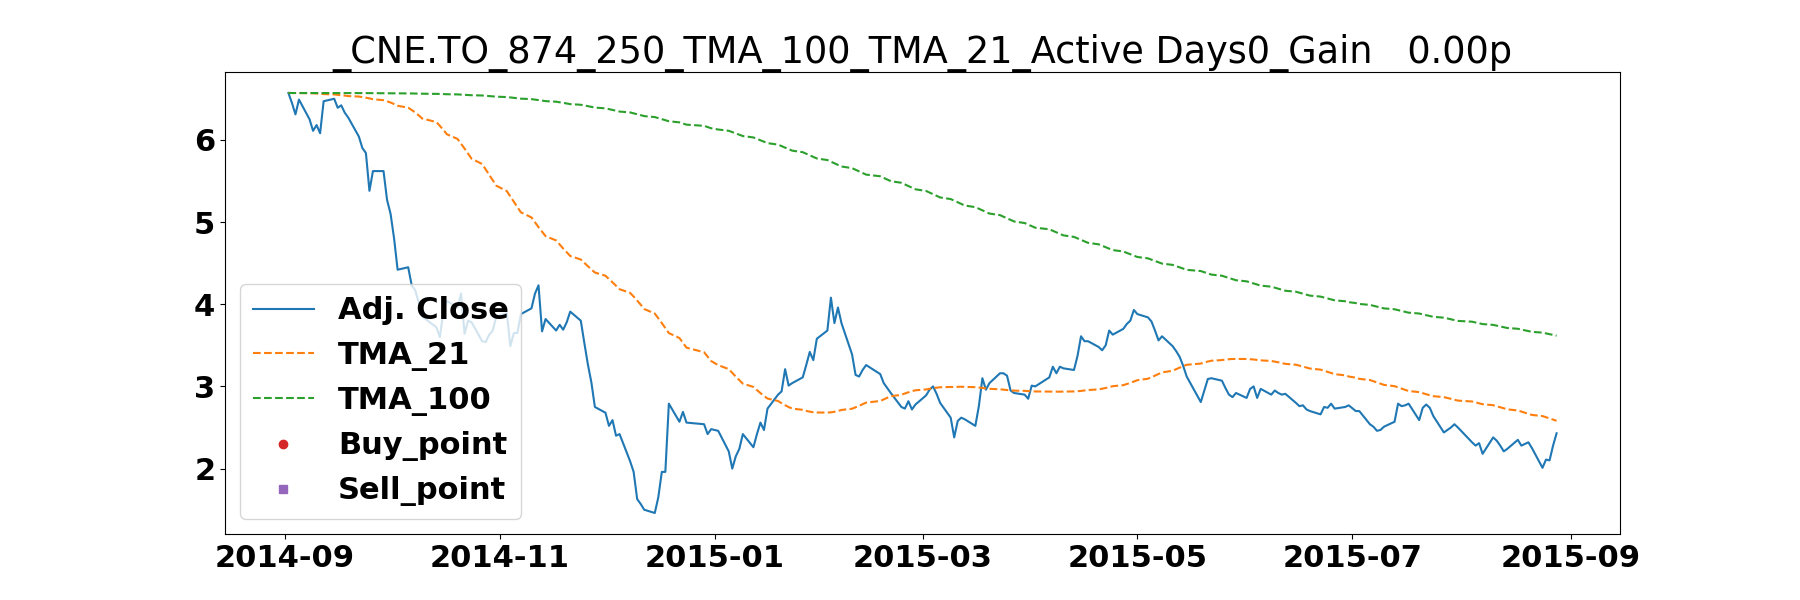 _CNE.TO_874_250_TMA_100_TMA_21_Active Days0_Gain   0.00p
6
5
4
3
2
Adj. Close
TMA_21
TMA_100
Buy_point
Sell_point
2014-09 2014-11 2015-01 2015-03 2015-05 2015-07 2015-09